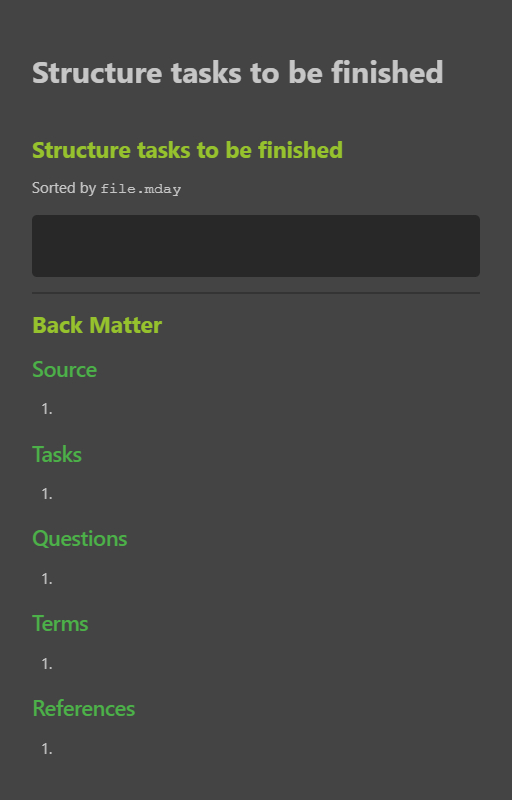 Structure tasks to be finished
Structure tasks to be finished
Sorted by file.mday
Back Matter
Source
1.
Tasks
1.
Questions
1.
Terms
1.
References
1.